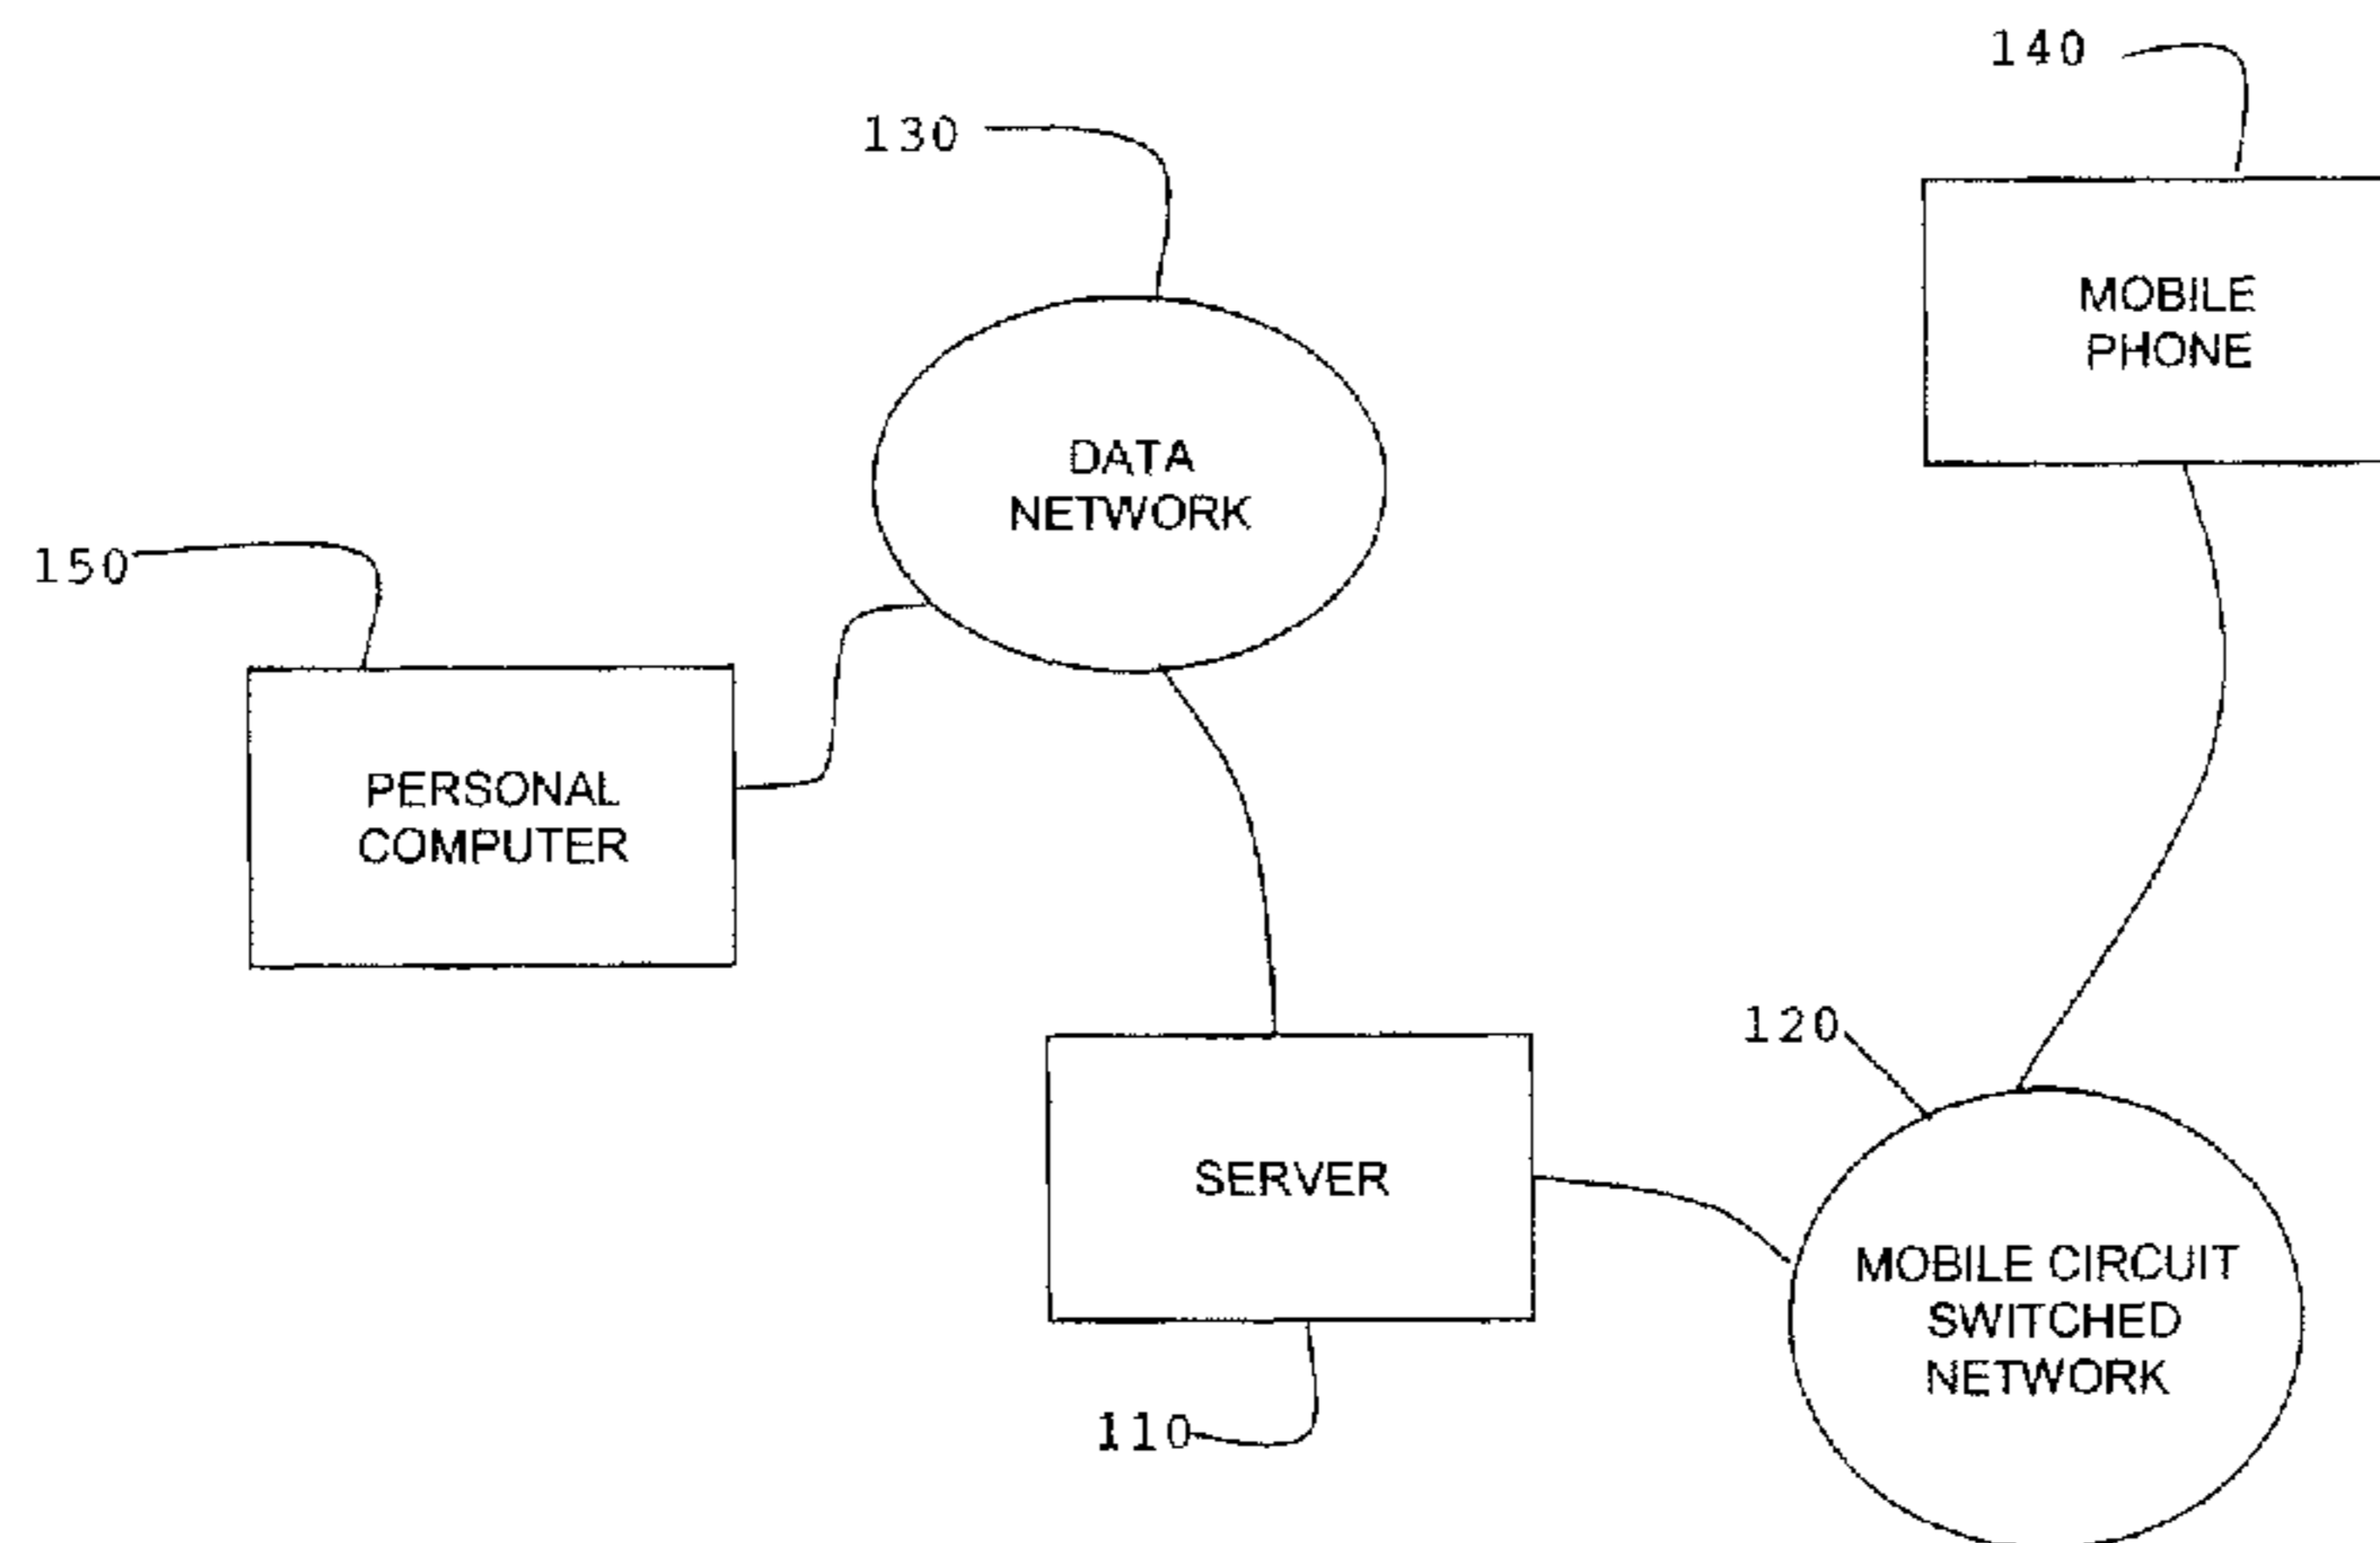 140
130
MOBILE
PHONE
DATA
NETWORK
150
PERSONAL
COMPUTER
120
SERVER
MOBILE CIRCUIT
SWITCHED
NETWORK
110